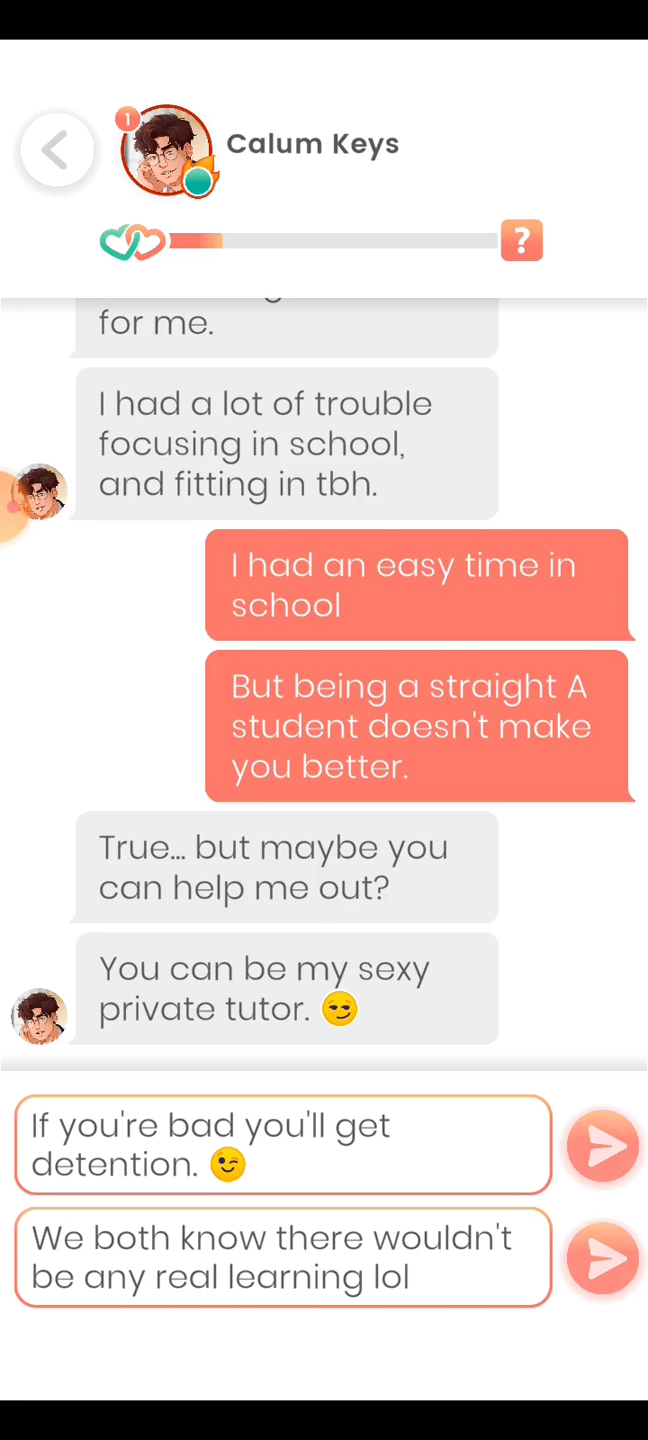 1
Calum Keys
?
for me.
I had a lot of trouble
focusing in school,
and fitting in tbh.
I had an easy time in
school
But being a straight A
student doesn't make
you better.
True... but maybe you
can help me out?
You can be my sexy
private tutor. 😏
If you're bad you'll get
detention. 😉
We both know there wouldn't
be any real learning lol